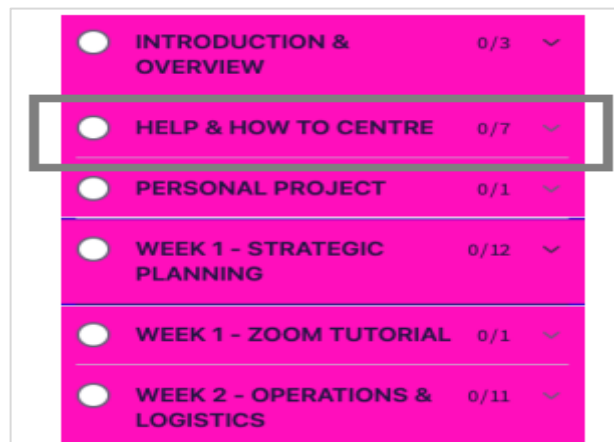 INTRODUCTION & 0/3
OVERVIEW
HELP & HOW TO CENTRE 0/7
PERSONAL PROJECT 0/1
WEEK 1 - STRATEGIC 0/12
PLANNING
WEEK 1 - ZOOM TUTORIAL 0/1
WEEK 2 - OPERATIONS & 0/11
LOGISTICS